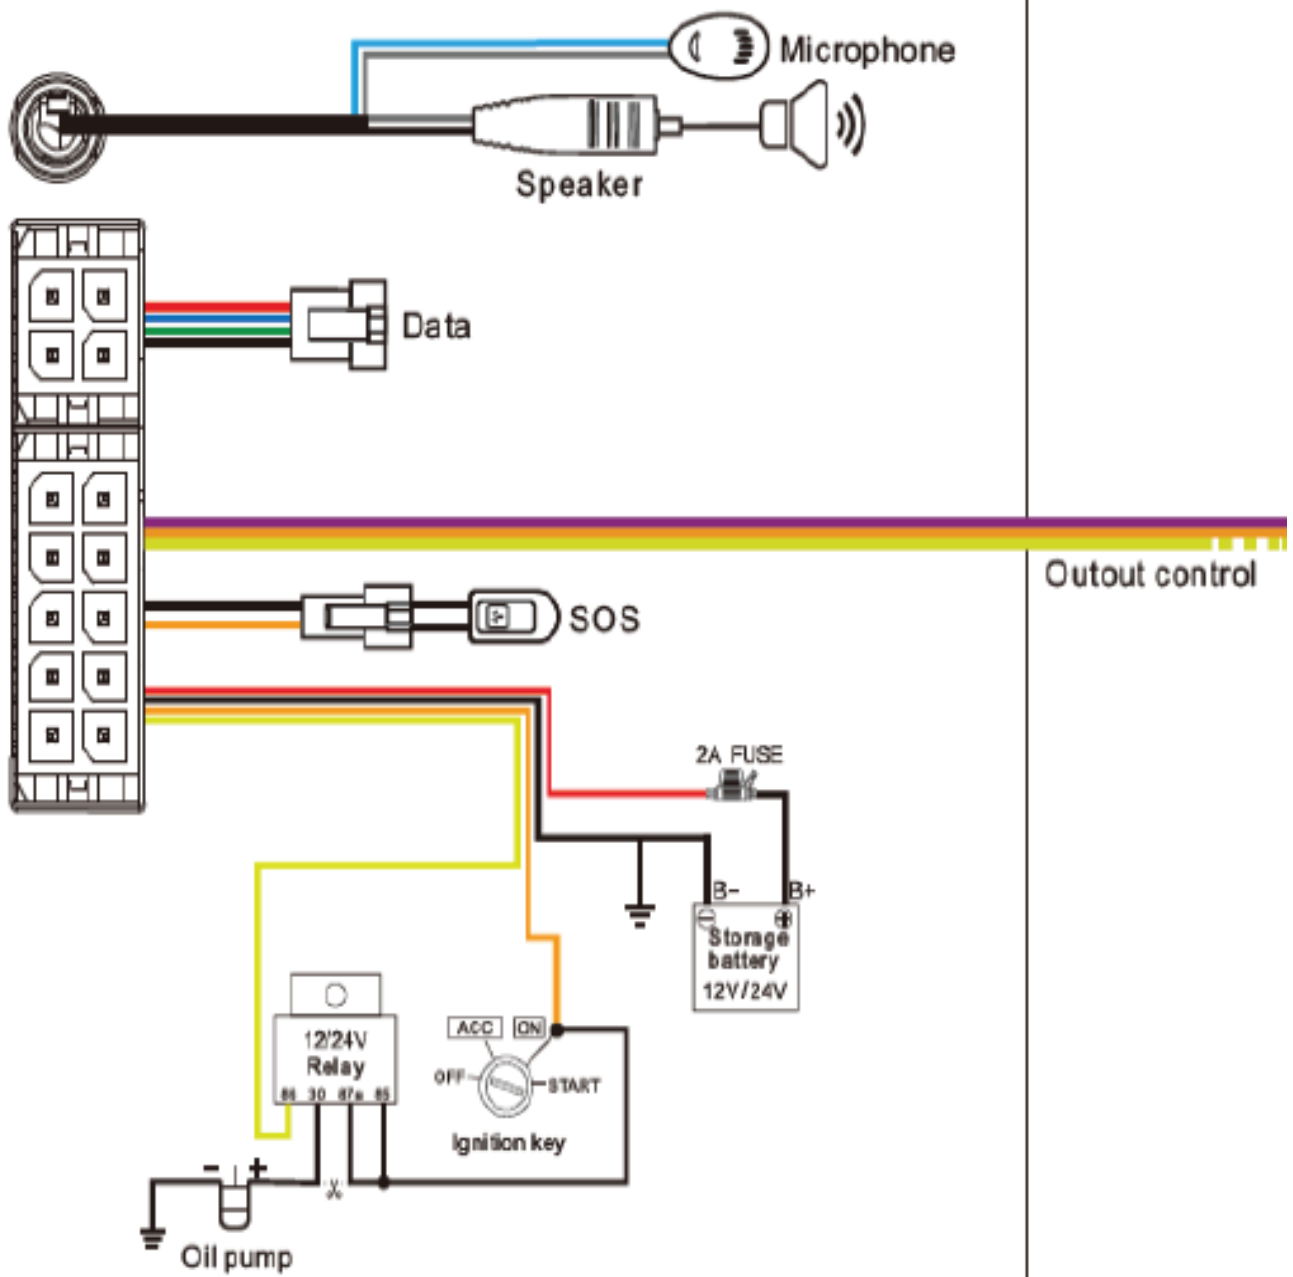 Microphone
Speaker
Data
Outout control
SOS
2A FUSE
B- B+
Storage
battery
12V/24V
12/24V
Relay
86 30 87a 85
ACC ON
OFF START
Ignition key
- +
Oil pump